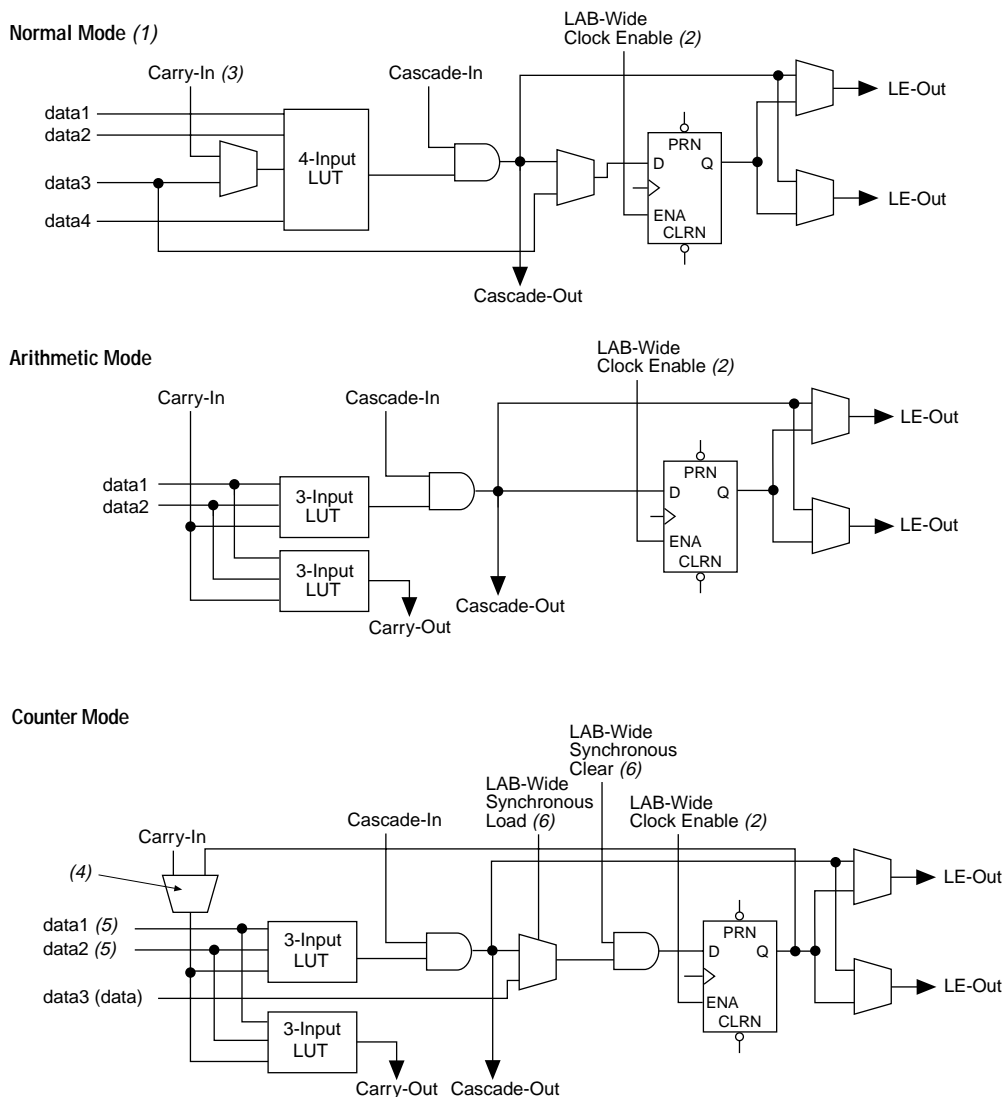 Normal Mode (1)
LAB-Wide
Clock Enable (2)
Carry-In (3)
Cascade-In
LE-Out
data1
data2
4-Input
LUT
PRN
D
Q
data3
LE-Out
ENA
data4
CLRN
Cascade-Out
Arithmetic Mode
LAB-Wide
Clock Enable (2)
Carry-In
Cascade-In
LE-Out
PRN
data1
3-Input
LUT
D
Q
data2
LE-Out
ENA
3-Input
LUT
CLRN
Cascade-Out
Carry-Out
Counter Mode
LAB-Wide
Synchronous
Clear (6)
LAB-Wide
Synchronous
Load (6)
LAB-Wide
Clock Enable (2)
Cascade-In
Carry-In
(4)
LE-Out
data1 (5)
data2 (5)
3-Input
LUT
PRN
D
Q
data3 (data)
LE-Out
ENA
3-Input
LUT
CLRN
Carry-Out
Cascade-Out